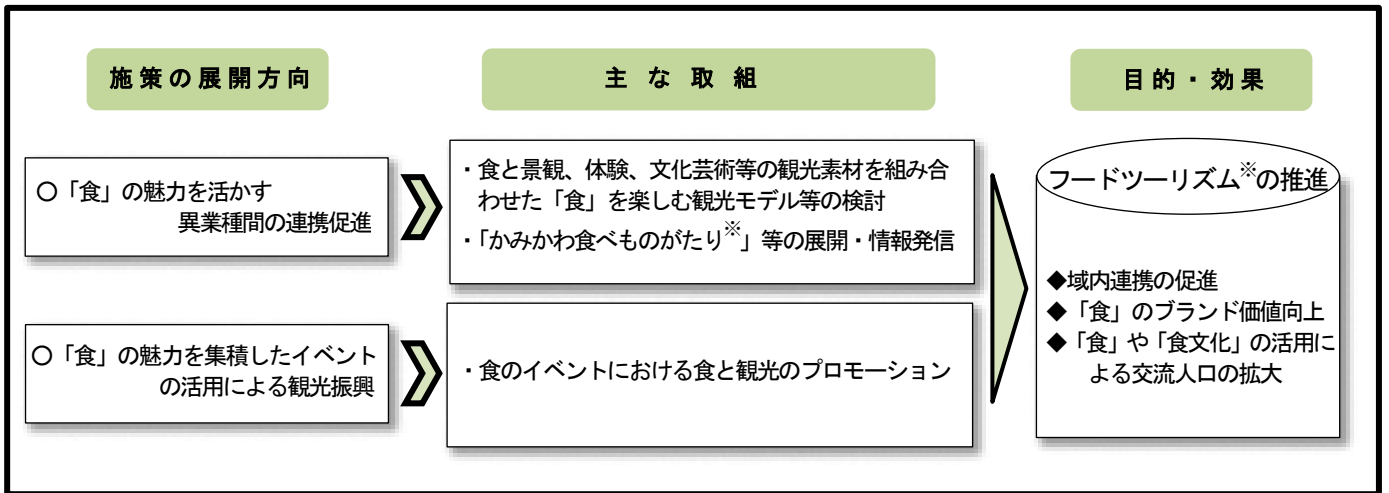 施策の展開方向
主な取組
目的・効果
〇「食」の魅力を活かす
異業種間の連携促進
・食と景観、体験、文化芸術等の観光素材を組み合
わせた「食」を楽しむ観光モデル等の検討
・「かみかわ食べものがたり※」等の展開・情報発信
〇「食」の魅力を集積したイベント
の活用による観光振興
・食のイベントにおける食と観光のプロモーション
フードツーリズム※の推進
◆域内連携の促進
◆「食」のブランド価値向上
◆「食」や「食文化」の活用に
よる交流人口の拡大